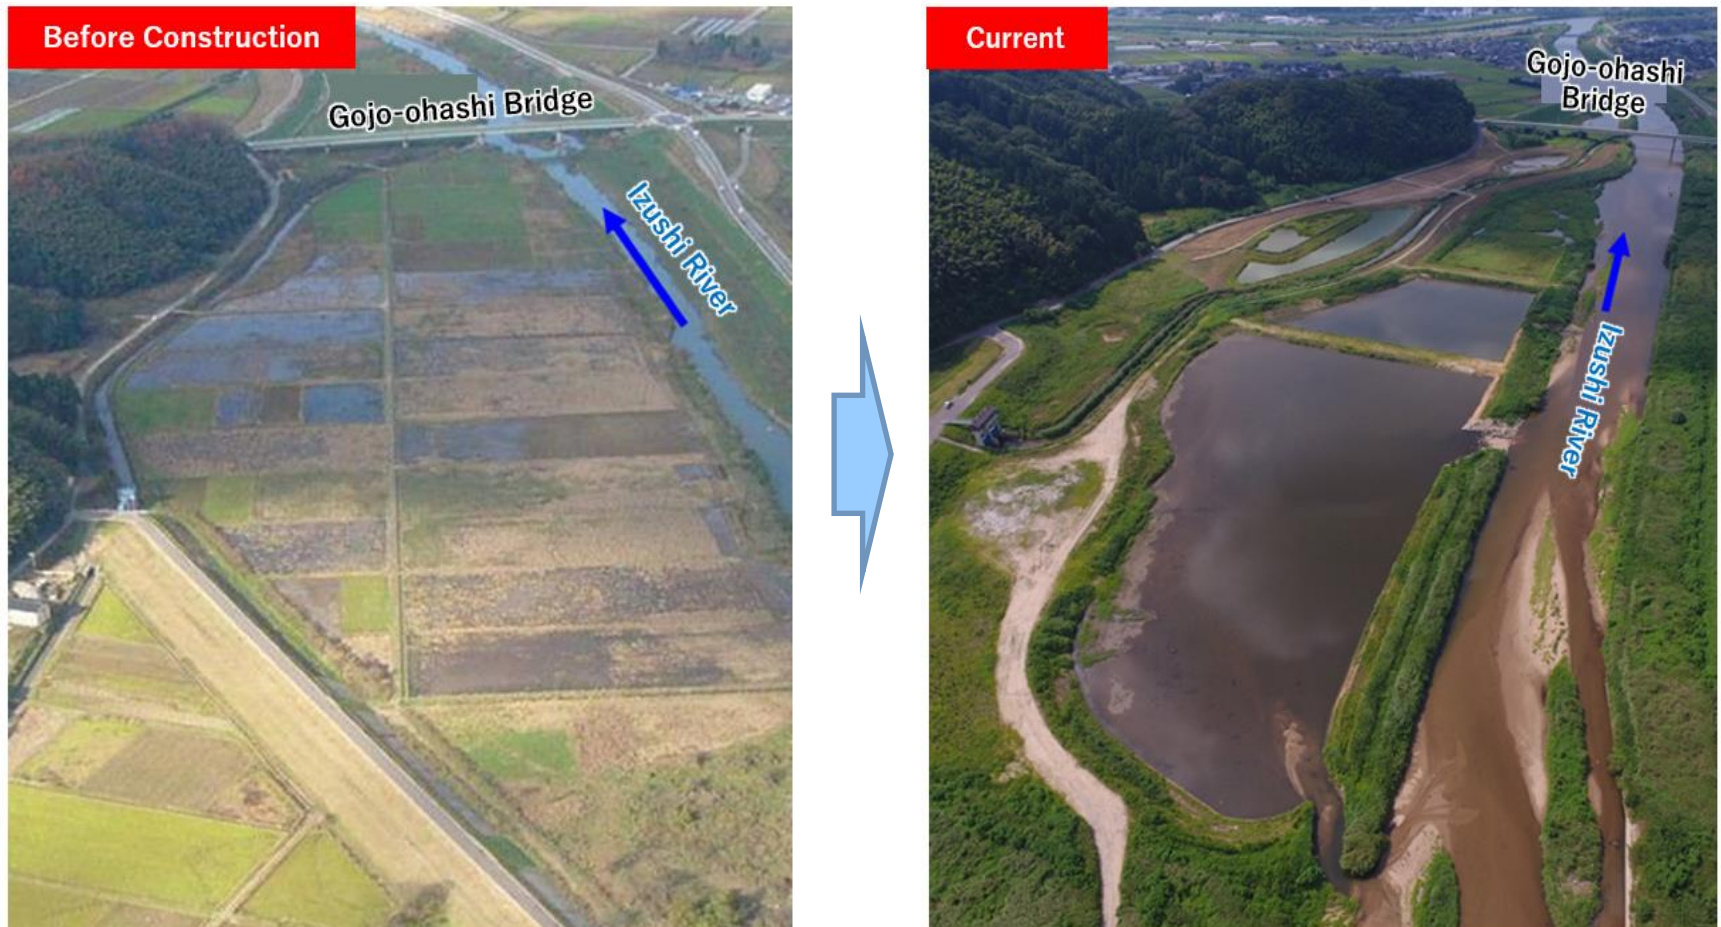 Before Construction
Gojo-ohashi Bridge
Izushi River
Current
Gojo-ohashi
Bridge
Izushi River